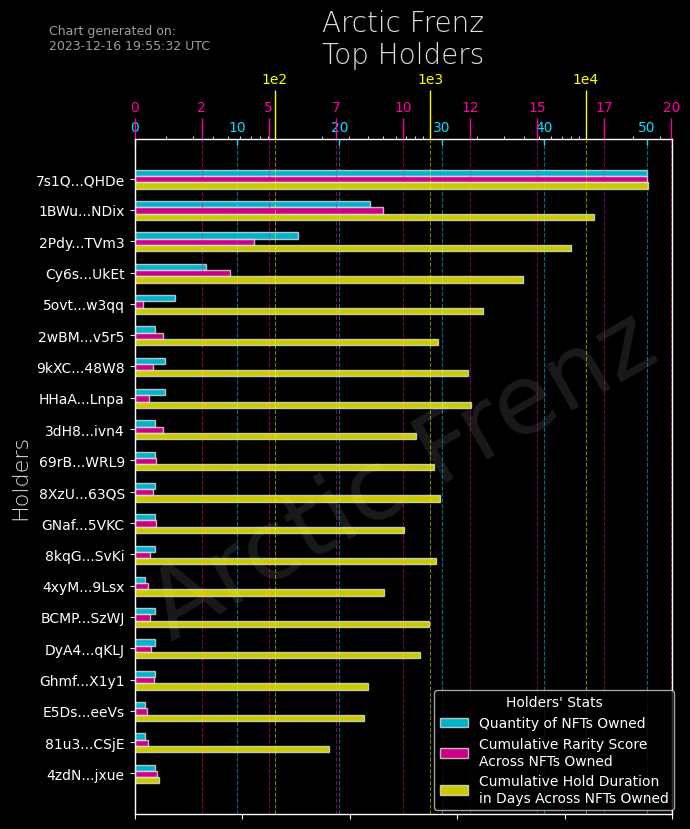 Chart generated on:
2023-12-16 19:55:32 UTC
Arctic Frenz
Top Holders
1e2 1e3 1e4
0 2 5 7 10 12 15 17 20
0 10 20 30 40 50
7s1Q...QHDe
1BWu...NDix
2Pdy...TVm3
Cy6s...UkEt
5ovt...w3qq
2wBM...v5r5
9kXC...48W8
HHaA...Lnpa
3dH8...ivn4
69rB...WRL9
8XzU...63QS
GNaf...5VKC
8kqG...SvKi
4xyM...9Lsx
BCMP...SzWJ
DyA4...qKLJ
Ghmf...X1y1
E5Ds...eeVs
81u3...CSjE
4zdN...jxue
Holders
Arctic Frenz
Holders' Stats
Quantity of NFTs Owned
Cumulative Rarity Score
Across NFTs Owned
Cumulative Hold Duration
in Days Across NFTs Owned